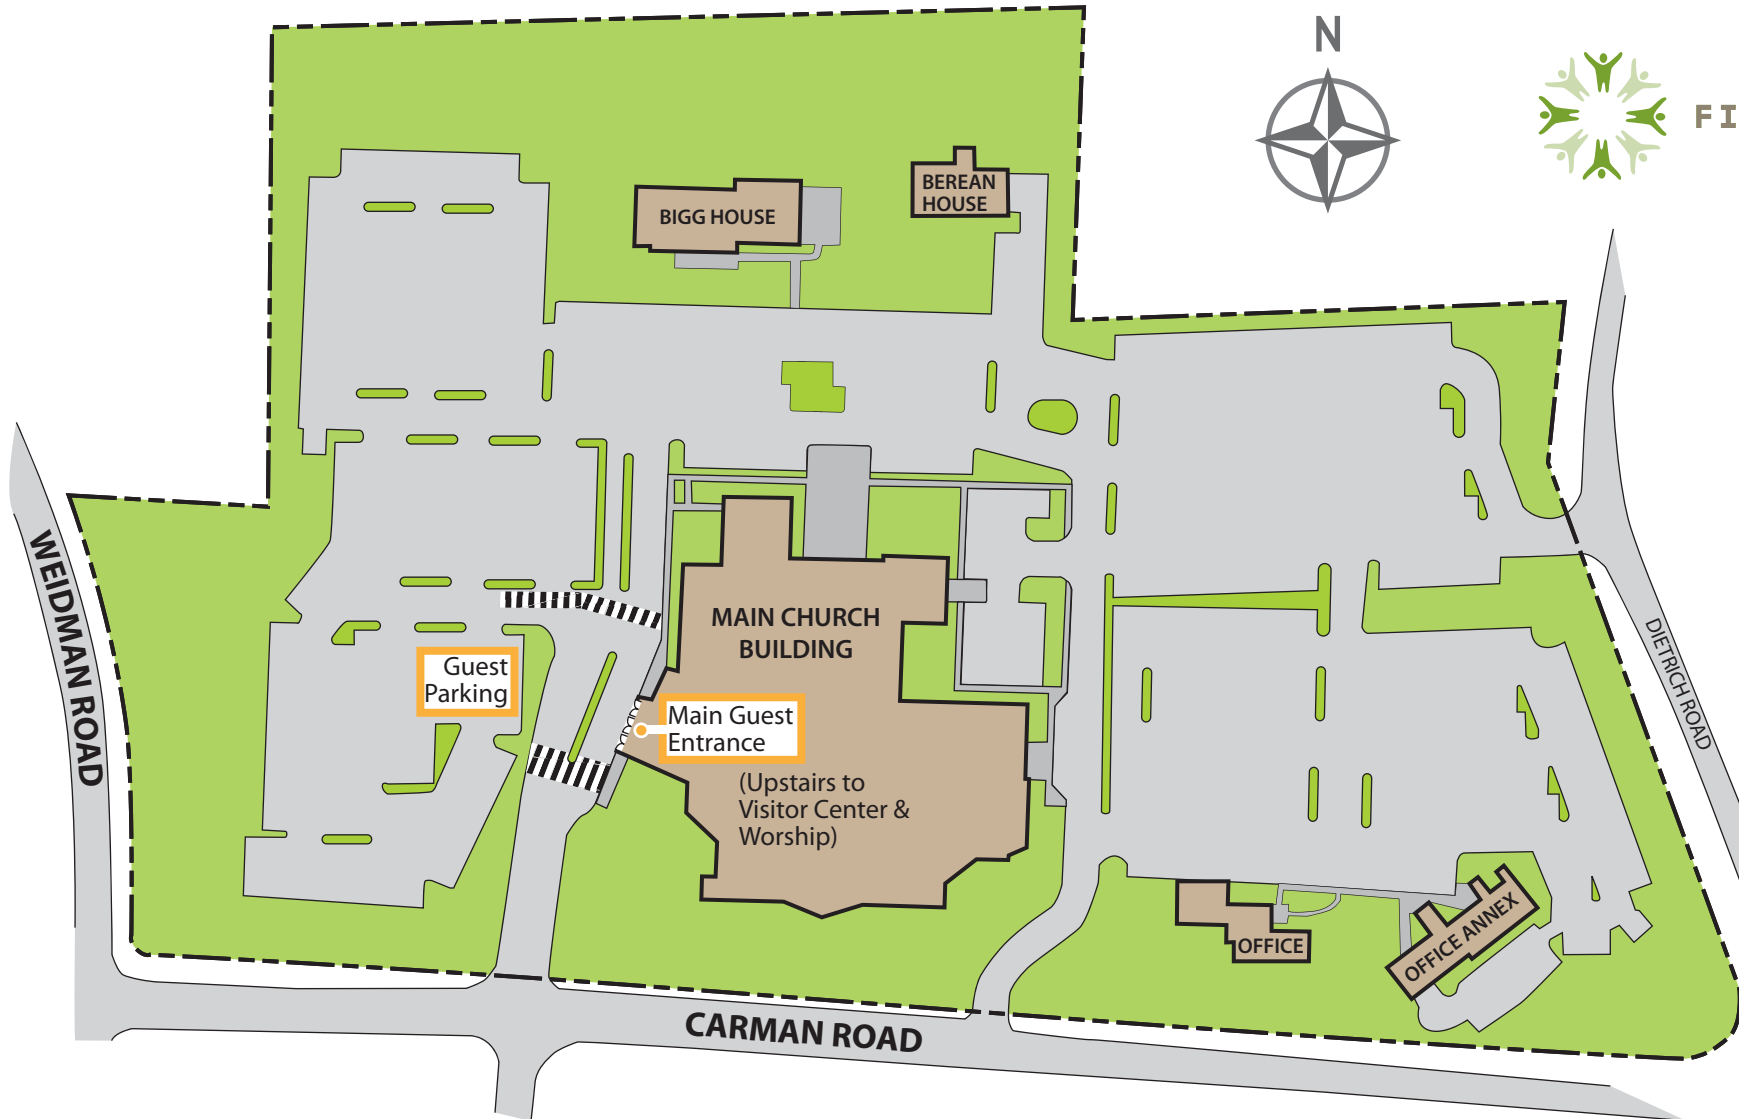 N
FI
BEREAN
HOUSE
BIGG HOUSE
WEIDMAN ROAD
MAIN CHURCH
BUILDING
Guest
Parking
Main Guest
Entrance
(Upstairs to
Visitor Center &
Worship)
DIETRICH ROAD
OFFICE
OFFICE ANNEX
CARMAN ROAD